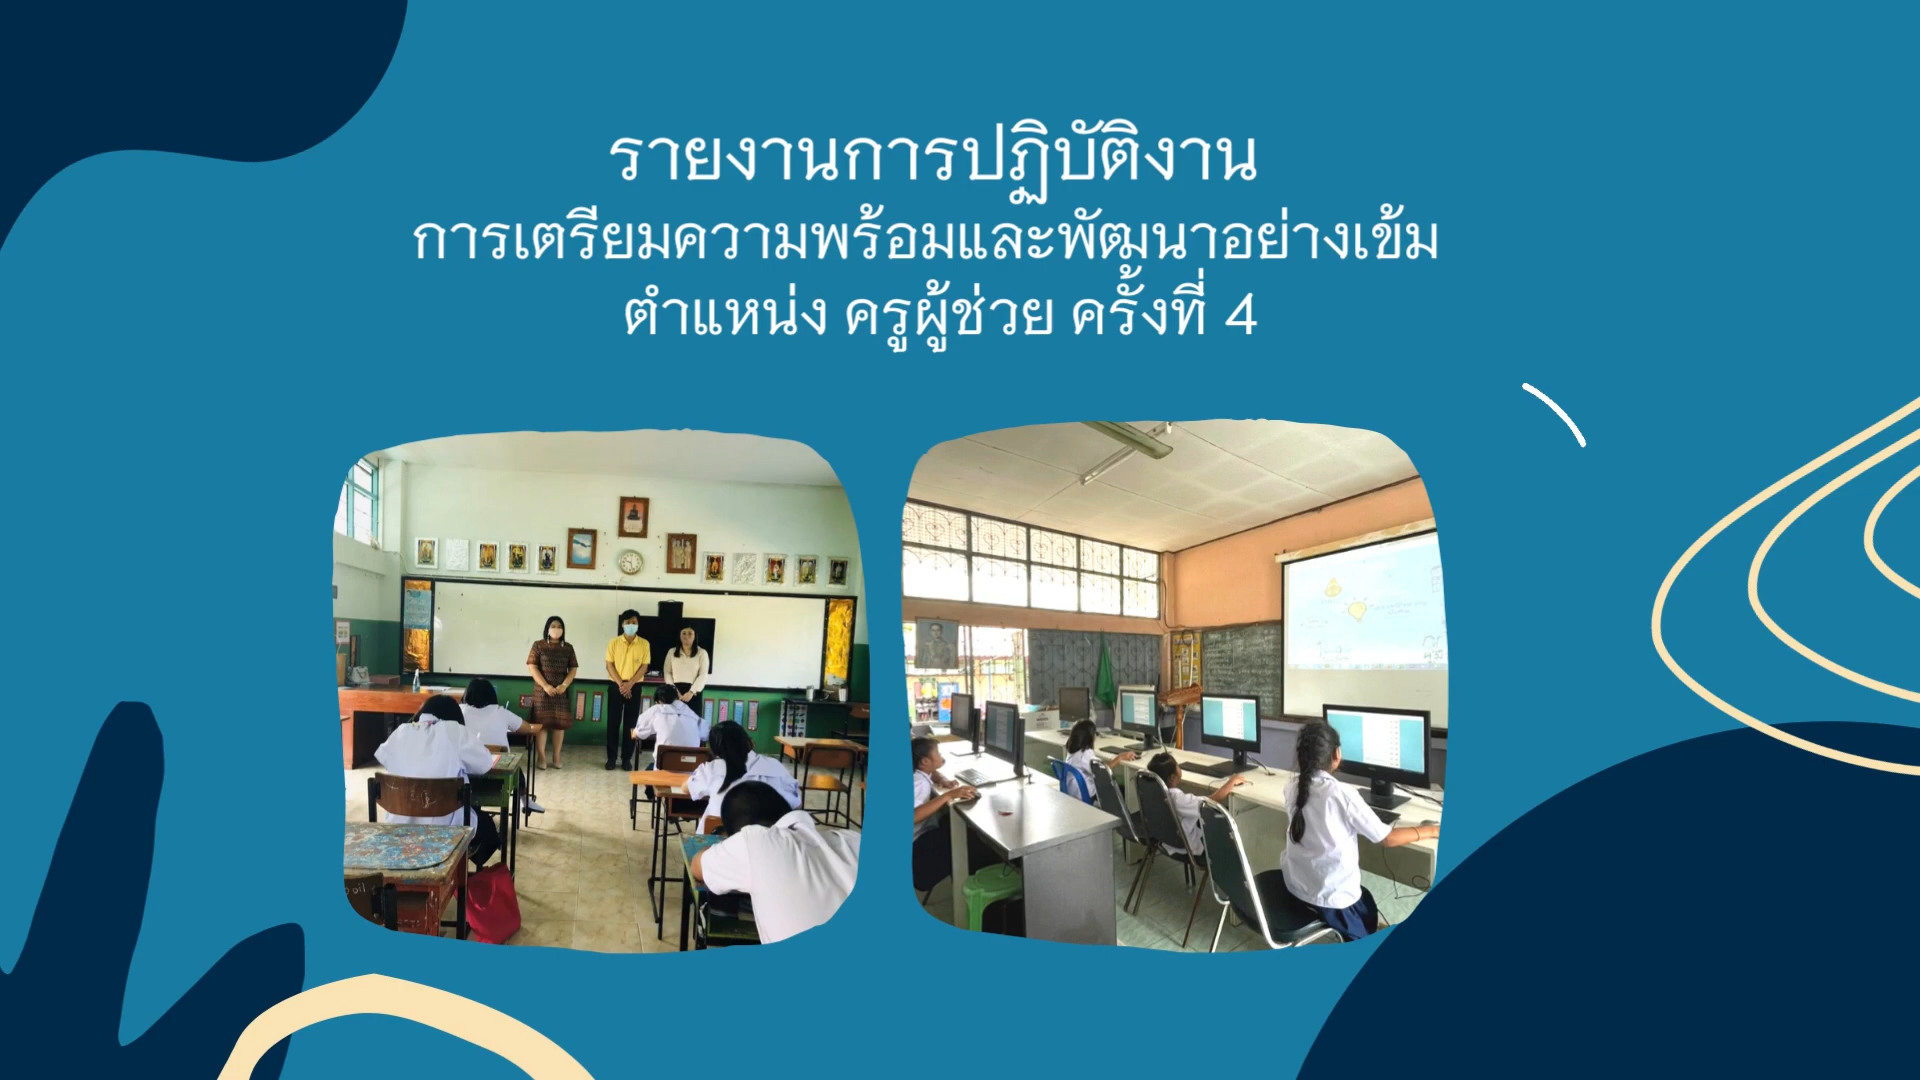 รายงานการปฏิบัติงาน
การเตรียมความพร้อมและพัฒนาอย่างเข้ม
ตำแหน่ง ครูผู้ช่วย ครั้งที่ 4